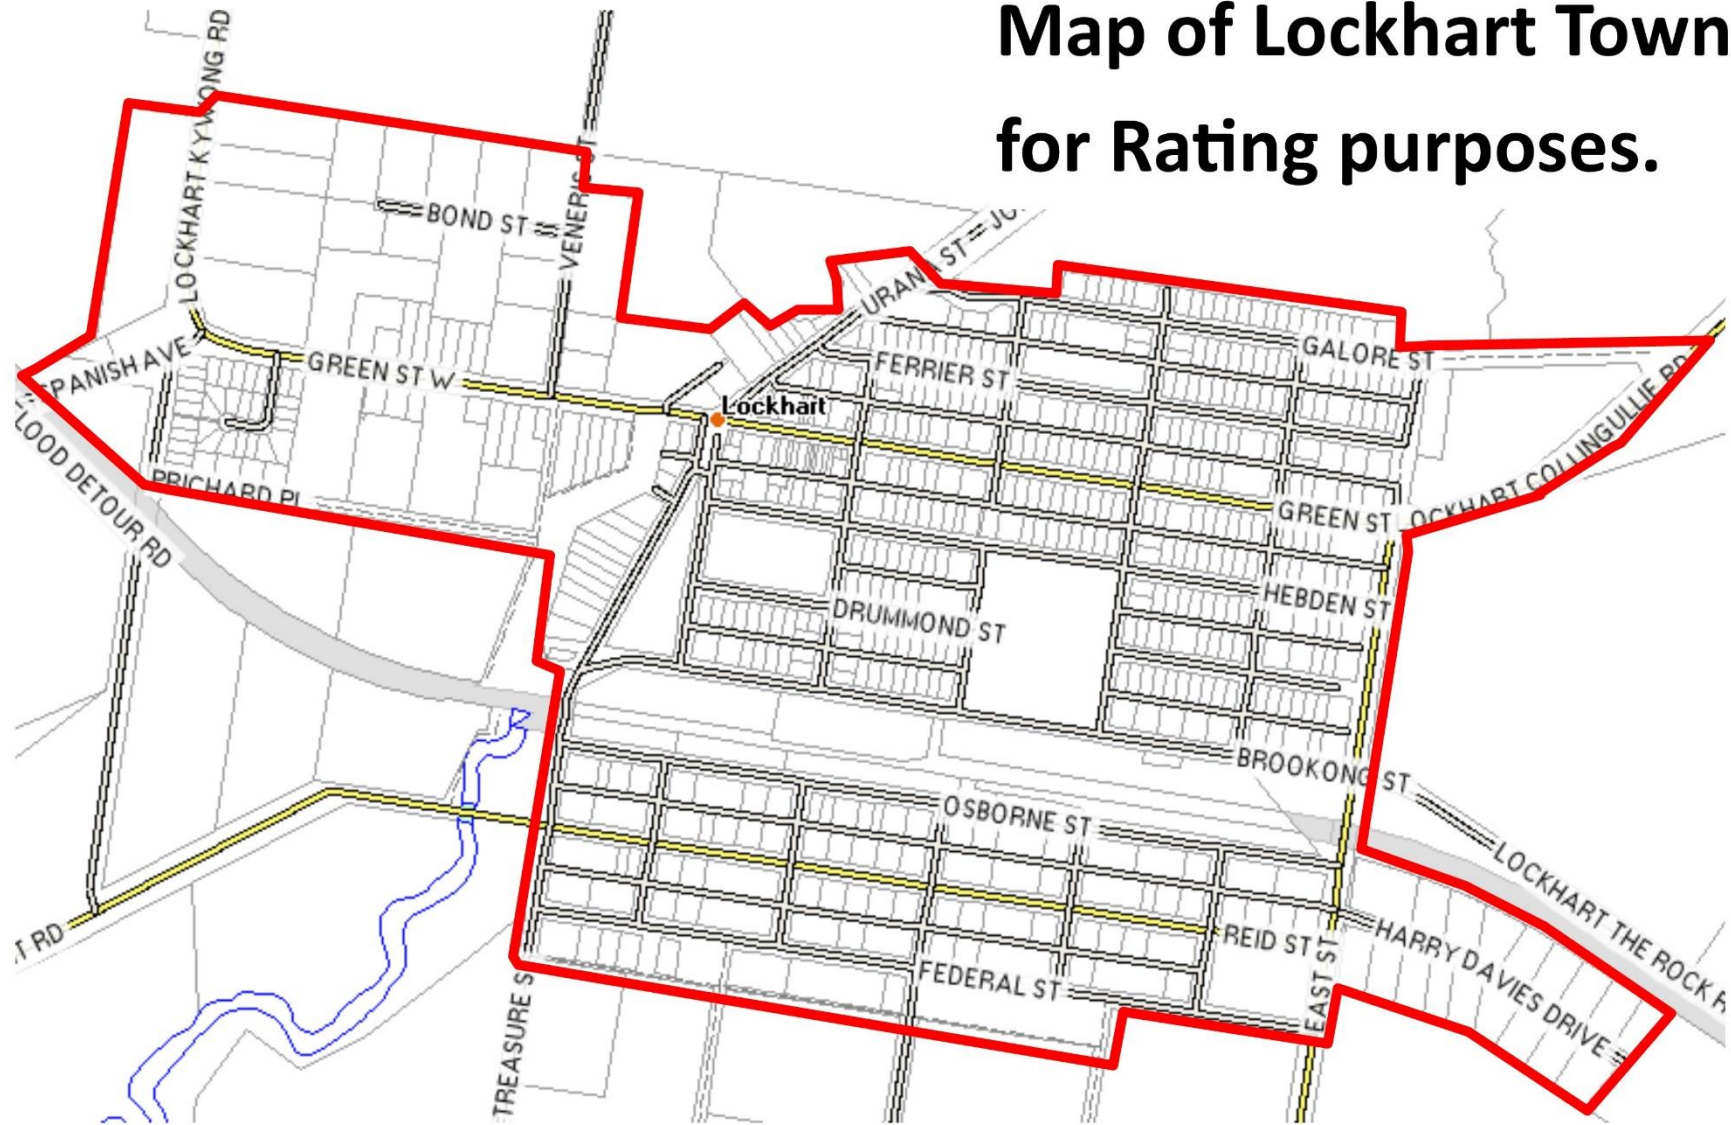 Map of Lockhart Town
for Rating purposes.
LOCKHART KYWONG RD
BOND ST
VENERIS ST
URANA ST
GALORE ST
SPANISH AVE
GREEN ST W
FERRIER ST
Lockhart
LOCKHART COLLINGULLIE RD
GREEN ST
PRICHARD PL
FLOOD DETOUR RD
HEBDEN ST
DRUMMOND ST
BROOKONG ST
OSBORNE ST
LOCKHART THE ROCK R
T RD
REID ST
HARRY DAVIES DRIVE
FEDERAL ST
EAST ST
TREASURE S